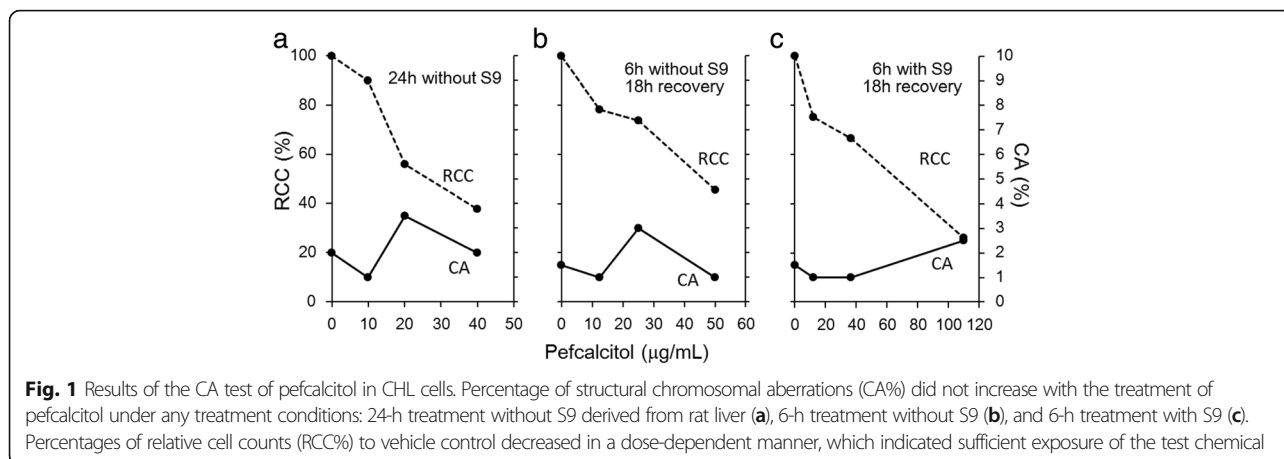 a
b
c
24h without S9
6h without S9
18h recovery
6h with S9
18h recovery
RCC (%)
100
80
60
40
20
0
RCC
CA
RCC
CA
RCC
CA
10
9
8
7
6
5
4
3
2
1
0
CA (%)
0 10 20 30 40 50
0 10 20 30 40 50 60
0 20 40 60 80 100 120
Pefcalcitol (µg/mL)
Fig. 1 Results of the CA test of pefcalcitol in CHL cells. Percentage of structural chromosomal aberrations (CA%) did not increase with the treatment of
pefcalcitol under any treatment conditions: 24-h treatment without S9 derived from rat liver (a), 6-h treatment without S9 (b), and 6-h treatment with S9 (c).
Percentages of relative cell counts (RCC%) to vehicle control decreased in a dose-dependent manner, which indicated sufficient exposure of the test chemical